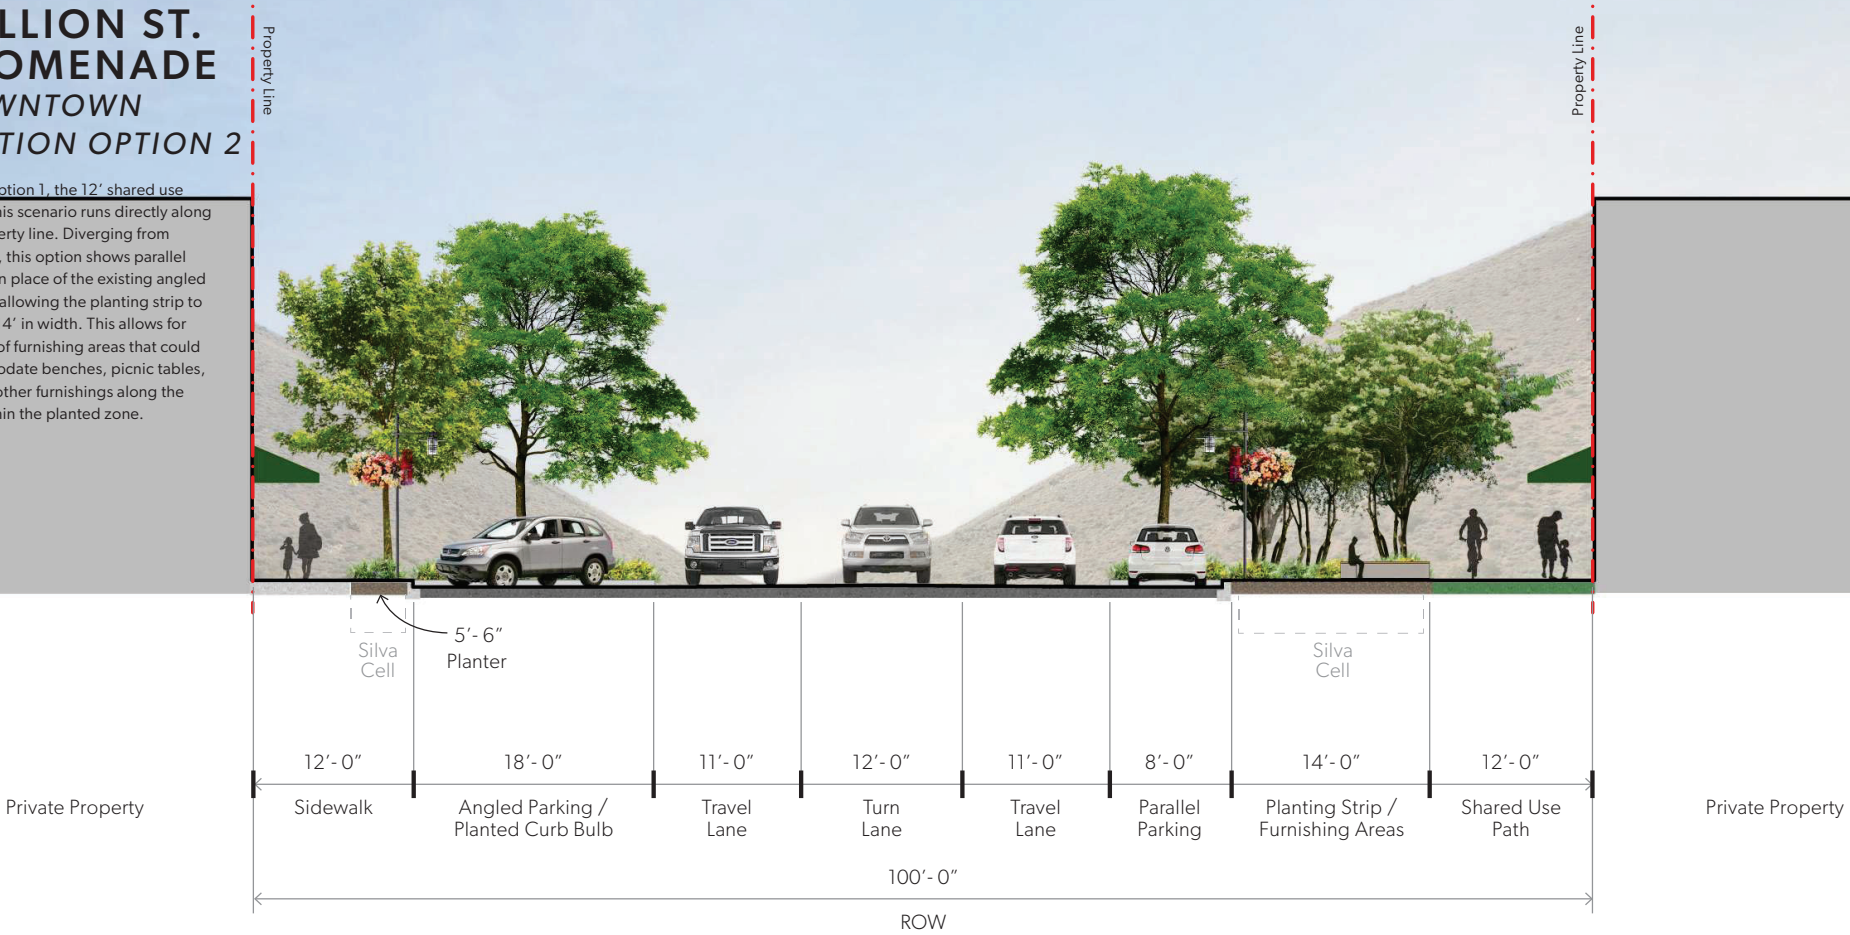 LLION ST.
OMENADE
WNTOWN
TION OPTION 2
ption 1, the 12’ shared use
his scenario runs directly along
erty line. Diverging from
, this option shows parallel
n place of the existing angled
allowing the planting strip to
14’ in width. This allows for
of furnishing areas that could
odate benches, picnic tables,
other furnishings along the
hin the planted zone.
Property Line
Property Line
5’- 6”
Planter
Silva
Cell
Silva
Cell
12’- 0”
18’- 0”
11’- 0”
12’- 0”
11’- 0”
8’- 0”
14’- 0”
12’- 0”
Private Property
Sidewalk
Angled Parking /
Planted Curb Bulb
Travel
Lane
Turn
Lane
Travel
Lane
Parallel
Parking
Planting Strip /
Furnishing Areas
Shared Use
Path
Private Property
100’- 0”
ROW